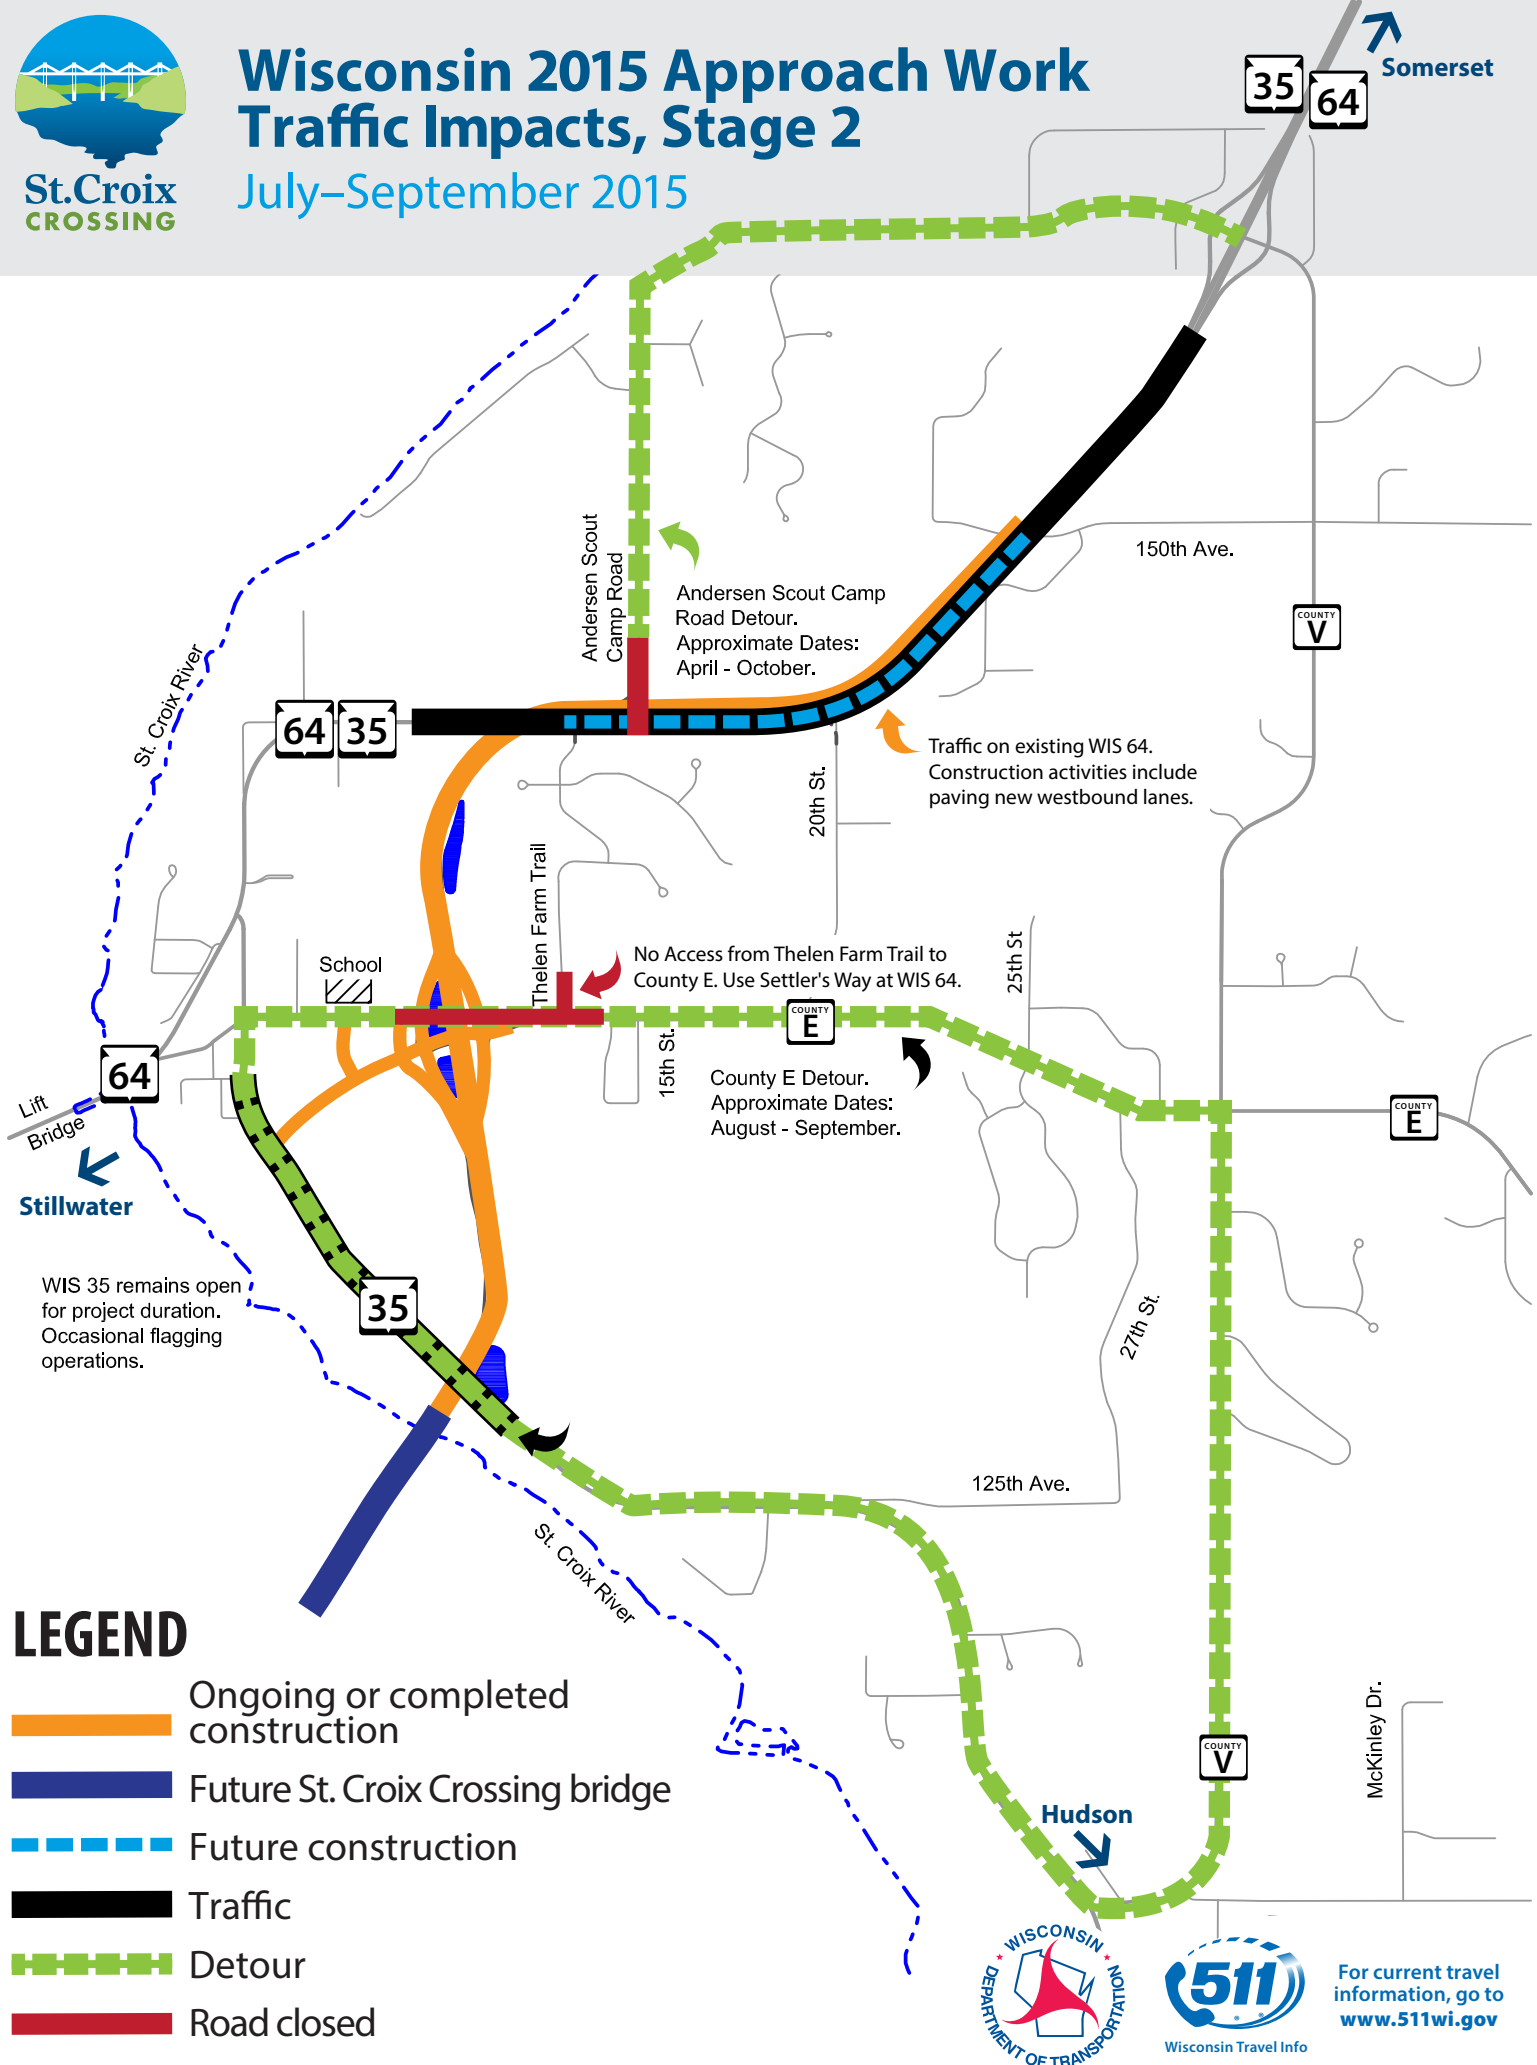 St.Croix
CROSSING
Wisconsin 2015 Approach Work
Traffic Impacts, Stage 2
July–September 2015
35
64
Somerset
Andersen Scout
Camp Road
Andersen Scout Camp
Road Detour.
Approximate Dates:
April - October.
150th Ave.
COUNTY
V
St. Croix River
64
35
Traffic on existing WIS 64.
Construction activities include
paving new westbound lanes.
20th St.
Thelen Farm Trail
No Access from Thelen Farm Trail to
County E. Use Settler's Way at WIS 64.
School
25th St
COUNTY
E
15th St.
County E Detour.
Approximate Dates:
August - September.
64
Lift
Bridge
Stillwater
COUNTY
E
WIS 35 remains open
for project duration.
Occasional flagging
operations.
35
27th St.
125th Ave.
St. Croix River
LEGEND
Ongoing or completed
construction
Future St. Croix Crossing bridge
Future construction
Traffic
Detour
Road closed
COUNTY
V
McKinley Dr.
Hudson
WISCONSIN
DEPARTMENT OF TRANSPORTATION
511
Wisconsin Travel Info
For current travel
information, go to
www.511wi.gov